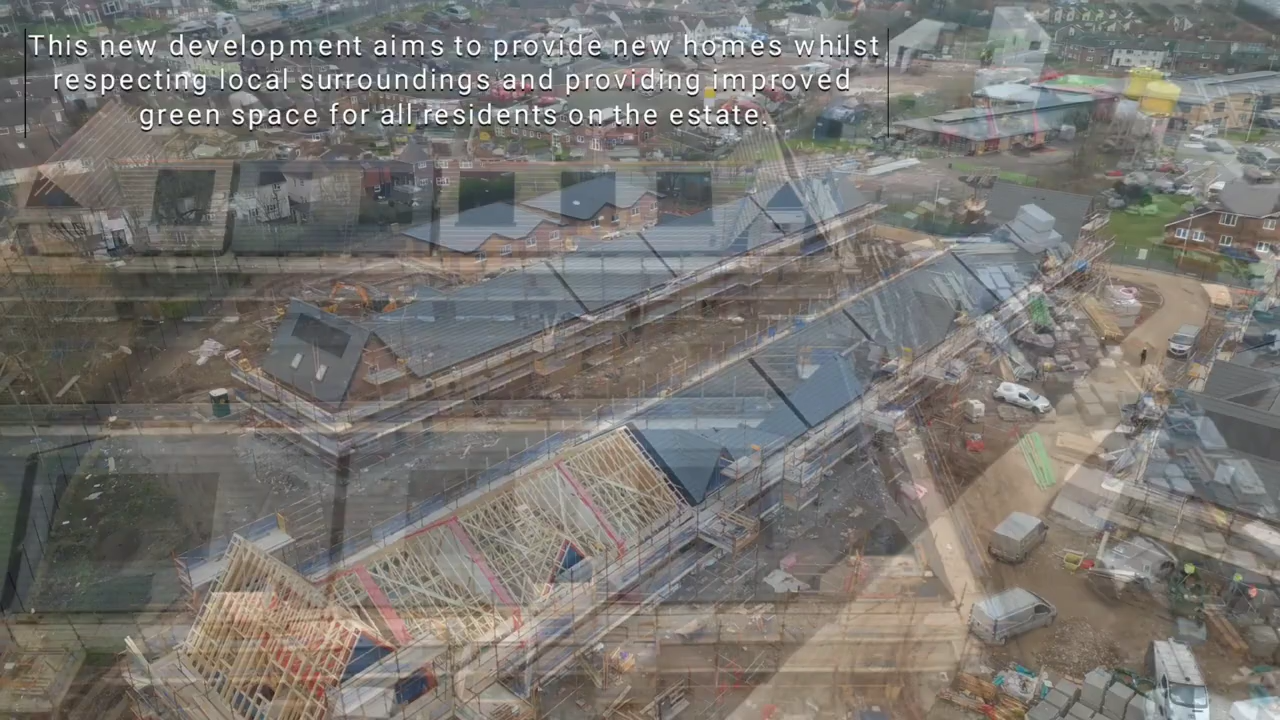 This new development aims to provide new homes whilst
respecting local surroundings and providing improved
green space for all residents on the estate.